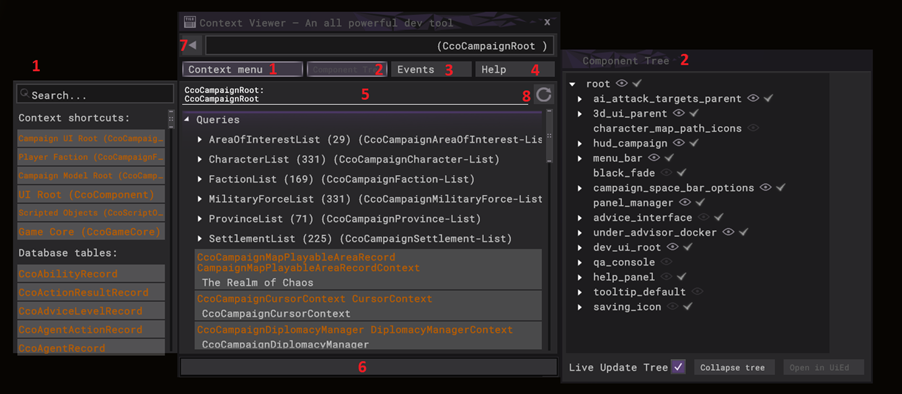 1
Search...
Context shortcuts:
Campaign UI Root (CcoCampaig…
Player Faction (CcoCampaignF…
Campaign Model Root (CcoCamp…
UI Root (CcoComponent)
Scripted Objects (CcoScriptO…
Game Core (CcoGameCore)
Database tables:
CcoAbilityRecord
CcoActionResultRecord
CcoAdviceLevelRecord
CcoAgentActionRecord
CcoAgentRecord
Context Viewer – An all powerful dev tool x
7 (CcoCampaignRoot )
Context menu 1 Component Tree 2 Events 3 Help 4
CcoCampaignRoot:
CcoCampaignRoot
5 8
Queries
AreaOfInterestList (29) (CcoCampaignAreaOfInterest-Lis
CharacterList (331) (CcoCampaignCharacter-List)
FactionList (169) (CcoCampaignFaction-List)
MilitaryForceList (331) (CcoCampaignMilitaryForce-List
ProvinceList (71) (CcoCampaignProvince-List)
SettlementList (225) (CcoCampaignSettlement-List)
CcoCampaignMapPlayableAreaRecord
CampaignMapPlayableAreaRecordContext
The Realm of Chaos
CcoCampaignCursorContext CursorContext
CcoCampaignCursorContext
CcoCampaignDiplomacyManager DiplomacyManagerContext
CcoCampaignDiplomacyManager
6
Component Tree 2
root
ai_attack_targets_parent
3d_ui_parent
character_map_path_icons
hud_campaign
menu_bar
black_fade
campaign_space_bar_options
panel_manager
advice_interface
under_advisor_docker
dev_ui_root
qa_console
help_panel
tooltip_default
saving_icon
Live Update Tree Collapse tree Open in UiEd